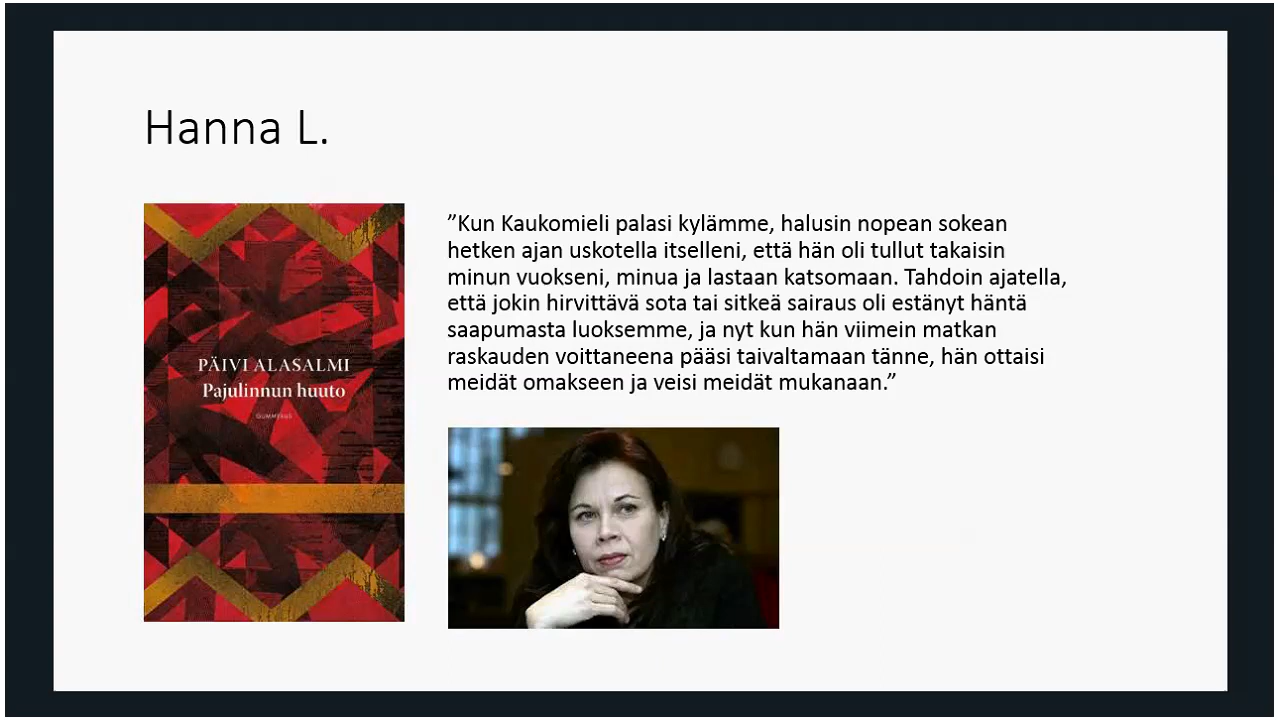 Hanna L.
PÄIVI ALASALMI
Pajulinnun huuto
GUMMERUS
”Kun Kaukomieli palasi kylämme, halusin nopean sokean
hetken ajan uskotella itselleni, että hän oli tullut takaisin
minun vuokseni, minua ja lastaan katsomaan. Tahdoin ajatella,
että jokin hirvittävä sota tai sitkeä sairaus oli estänyt häntä
saapumasta luoksemme, ja nyt kun hän viimein matkan
raskauden voittaneena pääsi taivaltamaan tänne, hän ottaisi
meidät omakseen ja veisi meidät mukanaan.”